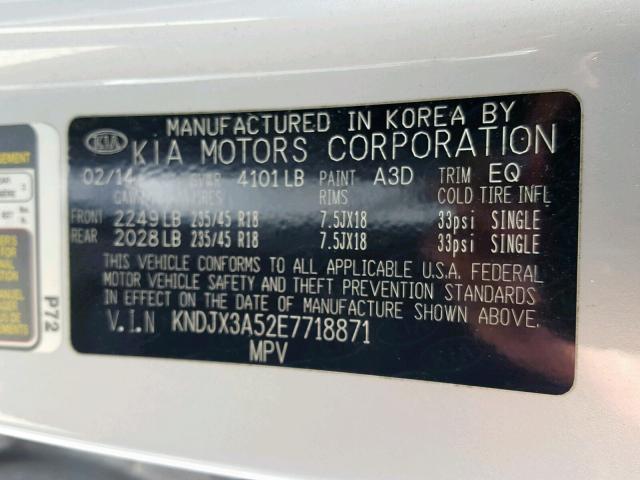 MANUFACTURED IN KOREA BY
KIA KIA MOTORS CORPORATION
02/14 GVWR 4101LB PAINT A3D TRIM EQ
RIMS COLD TIRE INFL
FRONT 2249LB 235/45 R18 7.5JX18 33psi SINGLE
REAR 2028LB 235/45 R18 7.5JX18 33psi SINGLE
THIS VEHICLE CONFORMS TO ALL APPLICABLE U.S.A. FEDERAL
MOTOR VEHICLE SAFETY AND THEFT PREVENTION STANDARDS
IN EFFECT ON THE DATE OF MANUFACTURE SHOWN ABOVE.
V.I.N KNDJX3A52E7718871
MPV
P72